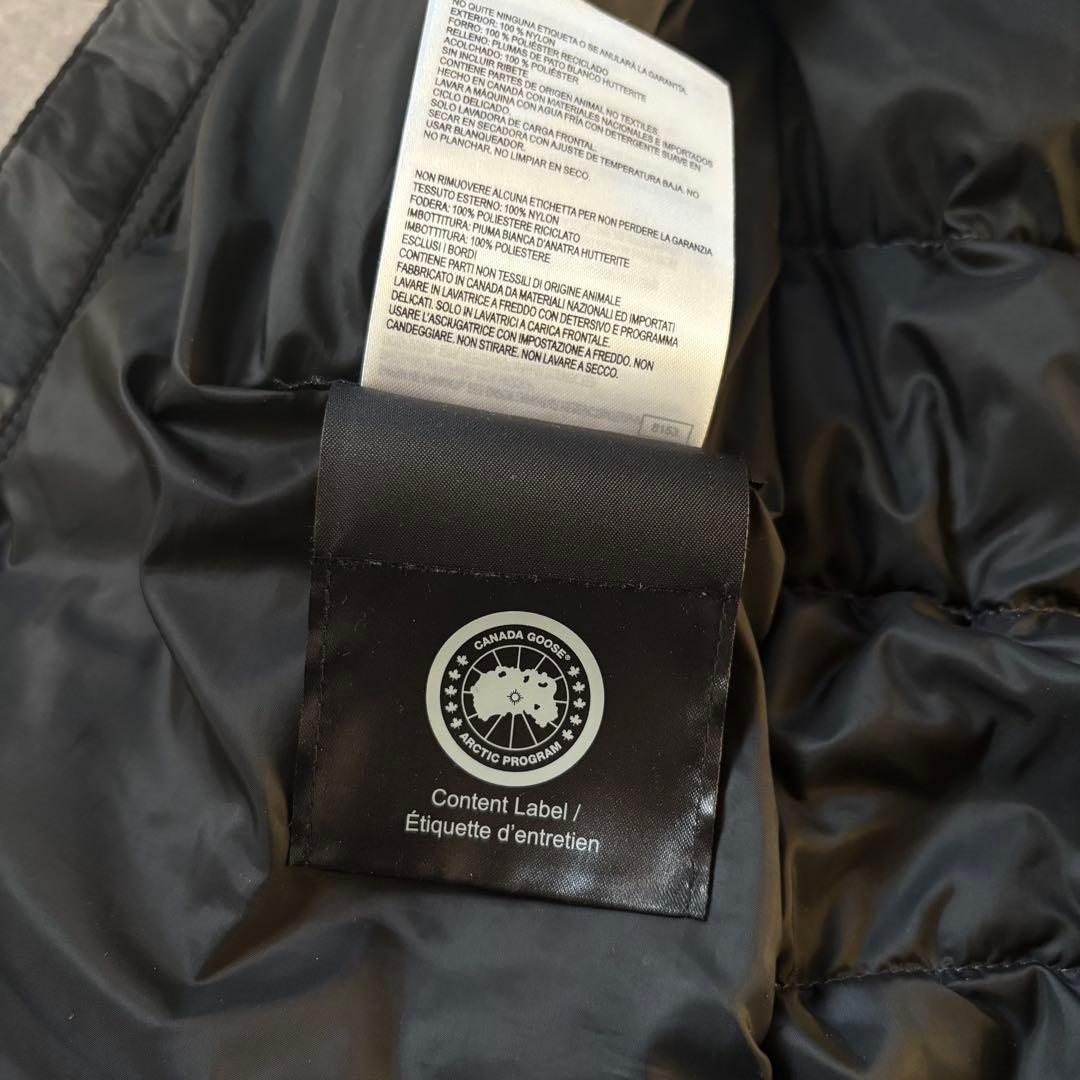 NO QUITE NINGUNA ETIQUETA O SE ANULARÁ LA GARANTÍA.
EXTERIOR: 100 % NYLON
FORRO: 100 % POLIÉSTER RECICLADO
RELLENO: PLUMAS DE PATO BLANCO HUTTERITE
ACOLCHADO: 100 % POLIÉSTER
SIN INCLUIR RIBETE
CONTIENE PARTES DE ORIGEN ANIMAL NO TEXTILES.
HECHO EN CANADÁ CON MATERIALES NACIONALES E IMPORTADOS
LAVAR A MÁQUINA CON AGUA FRÍA CON DETERGENTE SUAVE EN
CICLO DELICADO.
SOLO LAVADORA DE CARGA FRONTAL.
SECAR EN SECADORA CON AJUSTE DE TEMPERATURA BAJA. NO
USAR BLANQUEADOR.
NO PLANCHAR. NO LIMPIAR EN SECO.
NON RIMUOVERE ALCUNA ETICHETTA PER NON PERDERE LA GARANZIA
TESSUTO ESTERNO: 100% NYLON
FODERA: 100% POLIESTERE RICICLATO
IMBOTTITURA: PIUMA BIANCA D'ANATRA HUTTERITE
IMBOTTITURA: 100% POLIESTERE
ESCLUSI I BORDI
CONTIENE PARTI NON TESSILI DI ORIGINE ANIMALE
FABBRICATO IN CANADA DA MATERIALI NAZIONALI ED IMPORTATI
LAVARE IN LAVATRICE A FREDDO CON DETERSIVO E PROGRAMMA
DELICATI. SOLO IN LAVATRICI A CARICA FRONTALE.
USARE L'ASCIUGATRICE CON IMPOSTAZIONE A FREDDO. NON
CANDEGGIARE. NON STIRARE. NON LAVARE A SECCO.
8153
CANADA GOOSE®
ARCTIC PROGRAM
Content Label /
Étiquette d'entretien